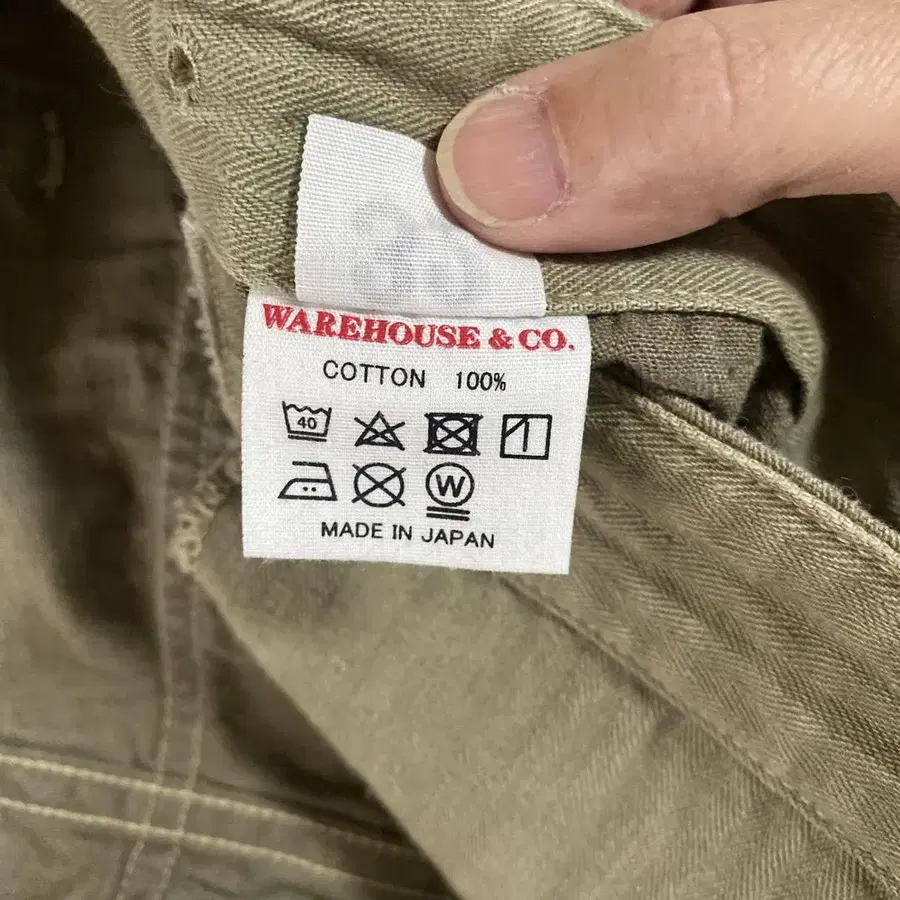 WAREHOUSE & CO.
COTTON 100%
40
W
MADE IN JAPAN